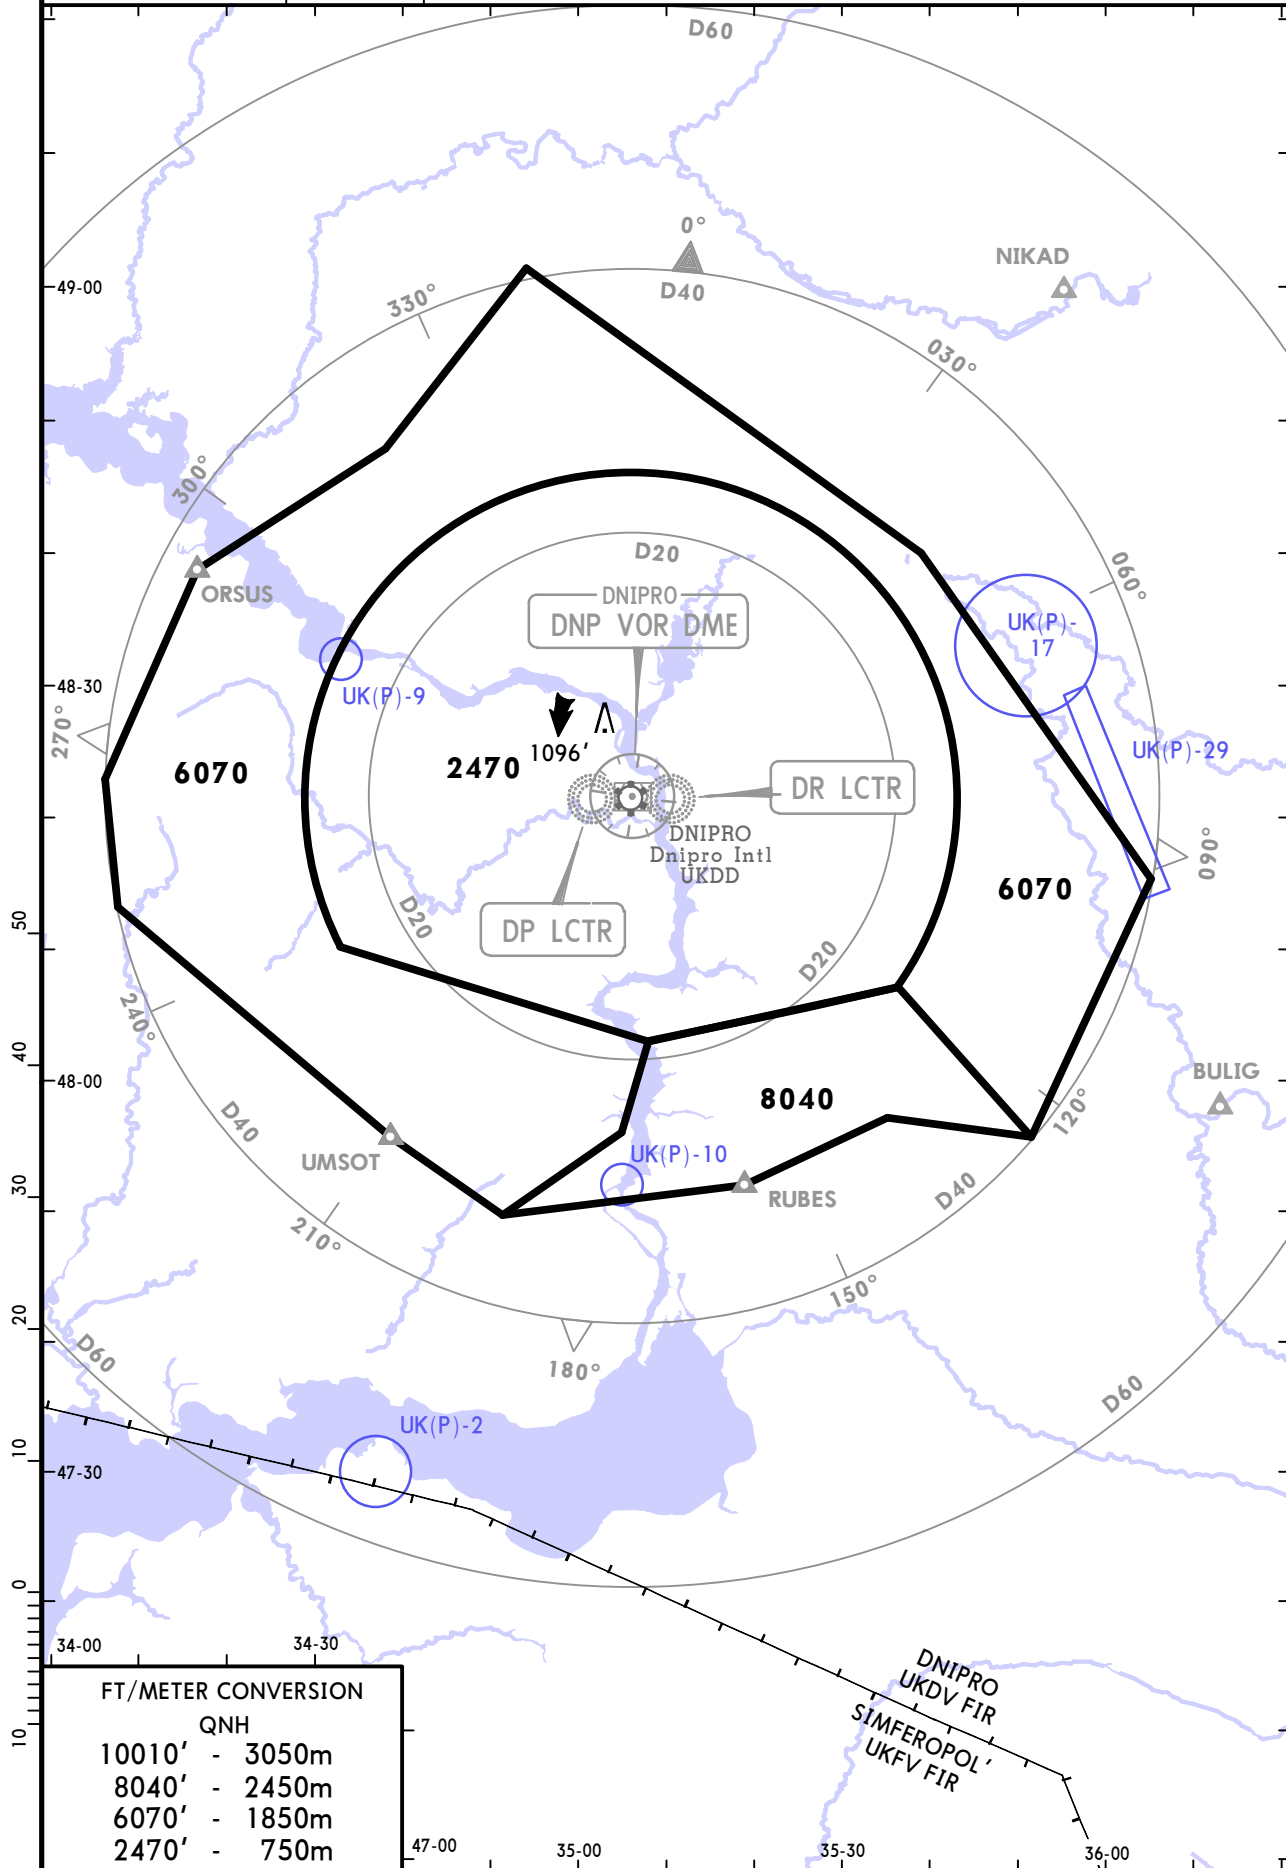 D60
0°
NIKAD
49-00
330°
D40
030°
300°
D20
060°
ORSUS
DNIPRO
DNP VOR DME
UK(P)-
17
48-30
UK(P)-9
270°
1096'
UK(P)-29
6070
2470
DR LCTR
DNIPRO
Dnipro Intl
UKDD
090°
6070
D20
DP LCTR
D20
50
240°
40
48-00
BULIG
8040
120°
D40
UMSOT
UK(P)-10
30
RUBES
D40
210°
150°
20
D60
180°
D60
UK(P)-2
10
47-30
0
34-00
34-30
DNIPRO
UKDV FIR
SIMFEROPOL'
UKFV FIR
10
FT/METER CONVERSION
QNH
10010' - 3050m
8040' - 2450m
6070' - 1850m
2470' - 750m
47-00
35-00
35-30
36-00